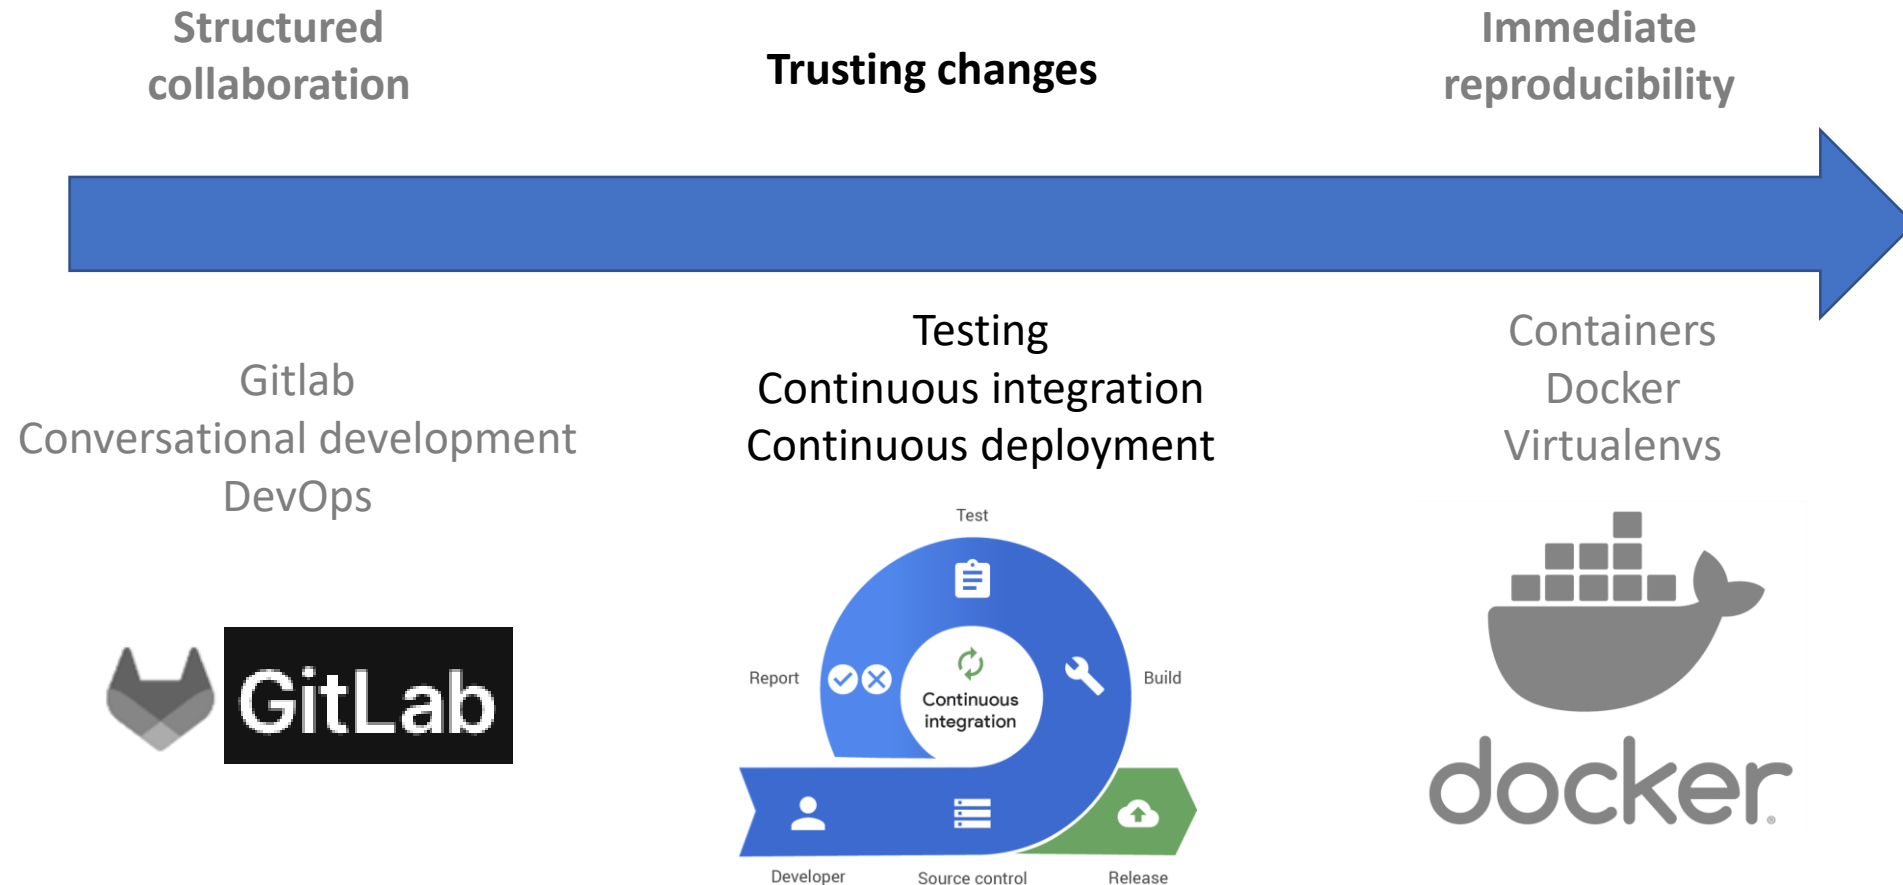 Structured
collaboration
Trusting changes
Immediate
reproducibility
Gitlab
Conversational development
DevOps
Testing
Continuous integration
Continuous deployment
Containers
Docker
Virtualenvs
GitLab
Test
Report
Continuous
integration
Build
Developer
Source control
Release
docker